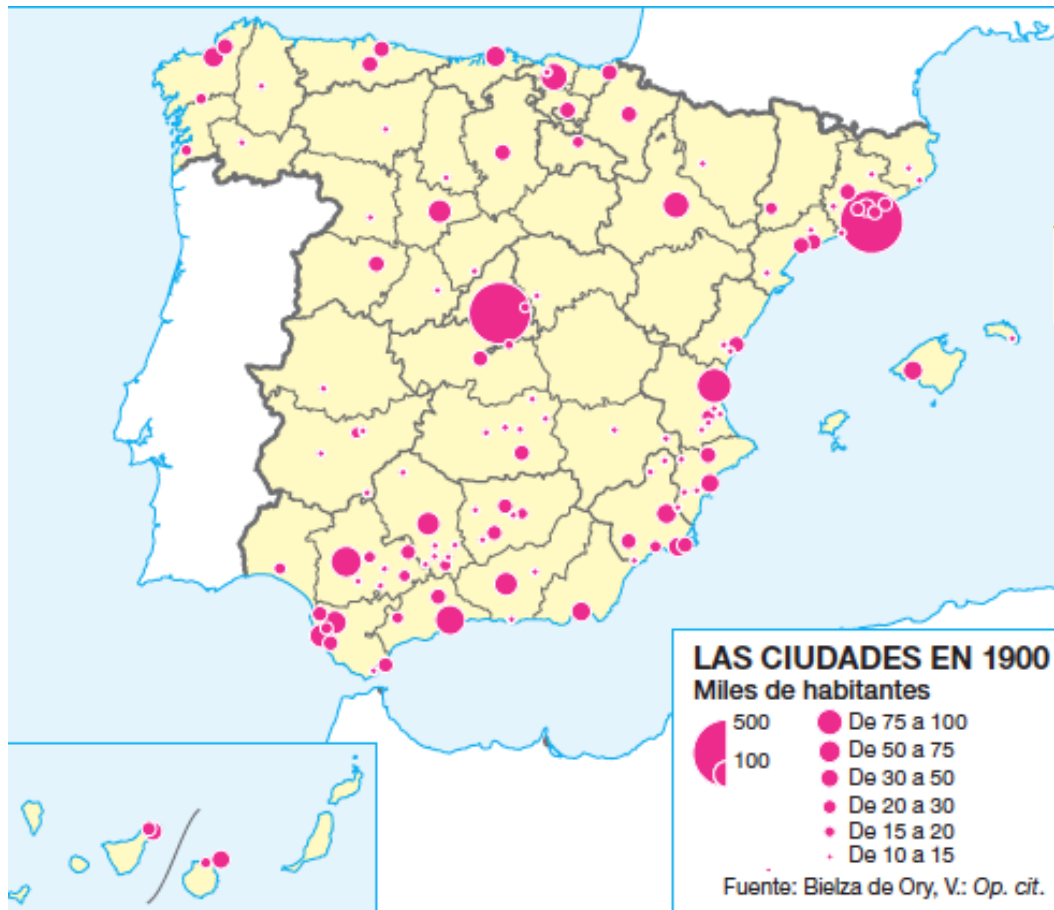 LAS CIUDADES EN 1900
Miles de habitantes
500
100
De 75 a 100
De 50 a 75
De 30 a 50
De 20 a 30
De 15 a 20
De 10 a 15
Fuente: Bielza de Ory, V.: Op. cit.